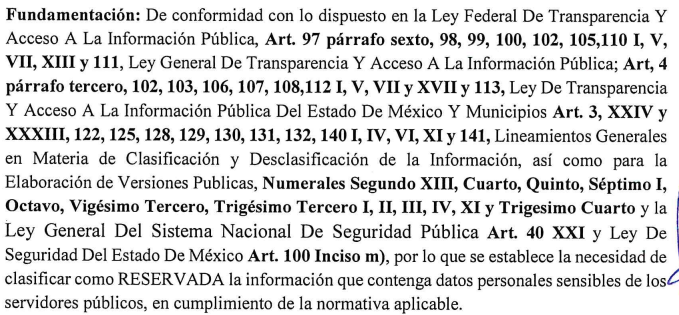 Fundamentación: De conformidad con lo dispuesto en la Ley Federal De Transparencia Y
Acceso A La Información Pública, Art. 97 párrafo sexto, 98, 99, 100, 102, 105,110 I, V,
VII, XIII y 111, Ley General De Transparencia Y Acceso A La Información Pública; Art, 4
párrafo tercero, 102, 103, 106, 107, 108,112 I, V, VII y XVII y 113, Ley De Transparencia
Y Acceso A La Información Pública Del Estado De México Y Municipios Art. 3, XXIV y
XXXIII, 122, 125, 128, 129, 130, 131, 132, 140 I, IV, VI, XI y 141, Lineamientos Generales
en Materia de Clasificación y Desclasificación de la Información, así como para la
Elaboración de Versiones Publicas, Numerales Segundo XIII, Cuarto, Quinto, Séptimo I,
Octavo, Vigésimo Tercero, Trigésimo Tercero I, II, III, IV, XI y Trigesimo Cuarto y la
Ley General Del Sistema Nacional De Seguridad Pública Art. 40 XXI y Ley De
Seguridad Del Estado De México Art. 100 Inciso m), por lo que se establece la necesidad de
clasificar como RESERVADA la información que contenga datos personales sensibles de los
servidores públicos, en cumplimiento de la normativa aplicable.